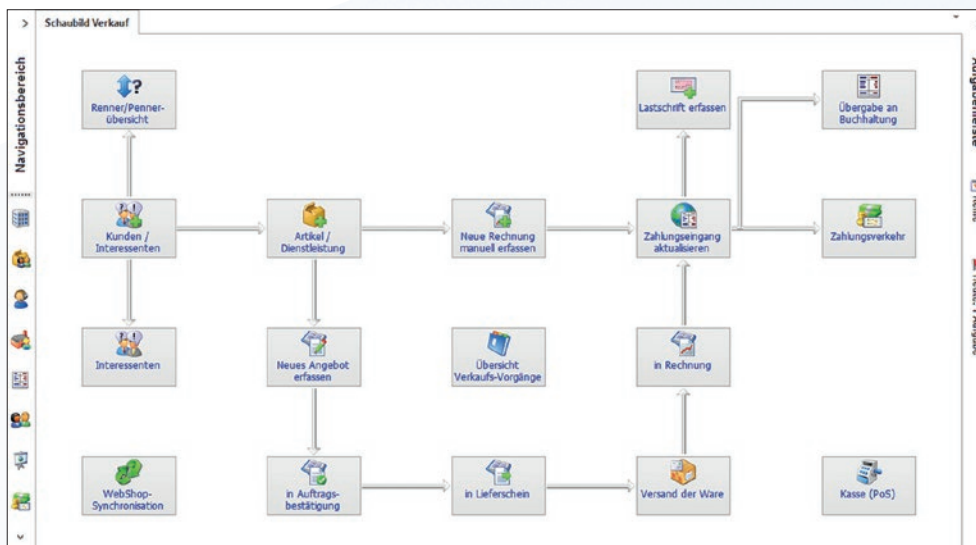 Schaubild Verkauf
Navigationsbereich
Renner/Penner-
übersicht
Lastschrift erfassen
Übergabe an
Buchhaltung
Kunden /
Interessenten
Artikel /
Dienstleistung
Neue Rechnung
manuell erfassen
Zahlungseingang
aktualisieren
Zahlungsverkehr
Interessenten
Neues Angebot
erfassen
Übersicht
Verkaufs-Vorgänge
in Rechnung
WebShop-
Synchronisation
in Auftrags-
bestätigung
in Lieferschein
Versand der Ware
Kasse (PoS)